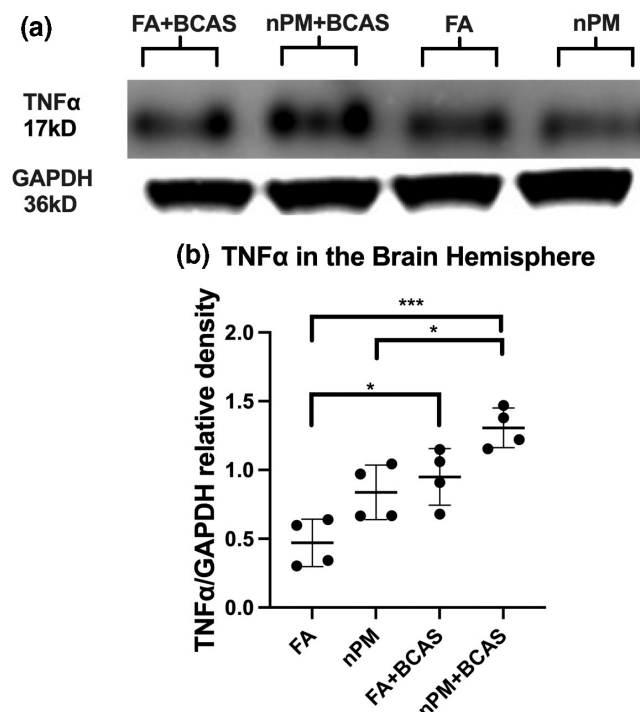 (a)
FA+BCAS nPM+BCAS FA nPM
TNFα
17kD
GAPDH
36kD
(b) TNFα in the Brain Hemisphere
TNFα/GAPDH relative density
***
*
*
2.0
1.5
1.0
0.5
0.0
FA
nPM
FA+BCAS
nPM+BCAS